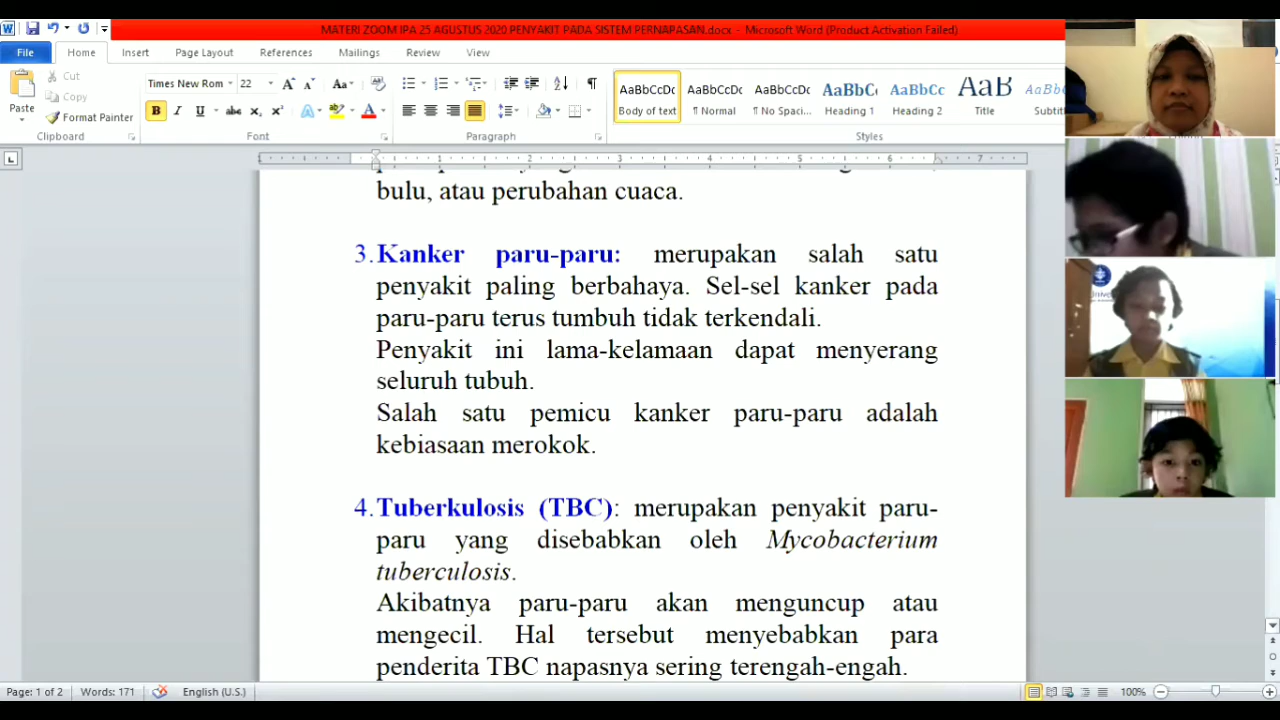 MATERI ZOOM IPA 25 AGUSTUS 2020 PENYAKIT PADA SISTEM PERNAPASAN.docx - Microsoft Word (Product Activation Failed)
File Home Insert Page Layout References Mailings Review View
Paste
Cut
Copy
Format Painter
Clipboard
Times New Rom 22
Font
Paragraph
AaBbCcDc AaBbCcDc AaBbCcDc AaBbC AaBbCc AaB
Body of text ¶ Normal ¶ No Spaci... Heading 1 Heading 2 Title
Styles
bulu, atau perubahan cuaca.
3. Kanker paru-paru: merupakan salah satu
penyakit paling berbahaya. Sel-sel kanker pada
paru-paru terus tumbuh tidak terkendali.
Penyakit ini lama-kelamaan dapat menyerang
seluruh tubuh.
Salah satu pemicu kanker paru-paru adalah
kebiasaan merokok.
4. Tuberkulosis (TBC): merupakan penyakit paru-
paru yang disebabkan oleh Mycobacterium
tuberculosis.
Akibatnya paru-paru akan menguncup atau
mengecil. Hal tersebut menyebabkan para
penderita TBC napasnya sering terengah-engah.
Page: 1 of 2 Words: 171 English (U.S.) 100%